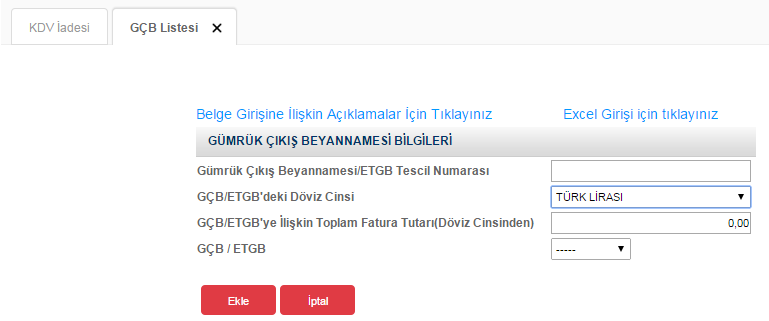 KDV İadesi
GÇB Listesi
Belge Girişine İlişkin Açıklamalar İçin Tıklayınız
Excel Girişi için tıklayınız
GÜMRÜK ÇIKIŞ BEYANNAMESİ BİLGİLERİ
Gümrük Çıkış Beyannamesi/ETGB Tescil Numarası
GÇB/ETGB'deki Döviz Cinsi
TÜRK LİRASI
GÇB/ETGB'ye İlişkin Toplam Fatura Tutarı(Döviz Cinsinden)
0,00
GÇB / ETGB
-----
Ekle
İptal